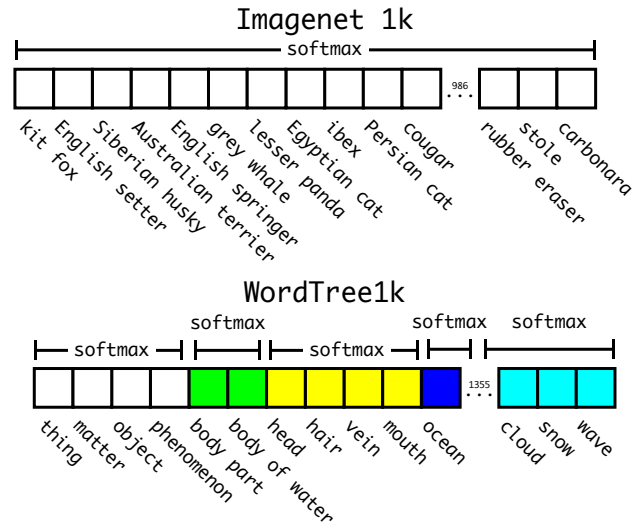 Imagenet 1k
softmax
986
...
kit fox
English setter
Siberian husky
Australian terrier
English springer
grey whale
lesser panda
Egyptian cat
ibex
Persian cat
cougar
rubber eraser
stole
carbonara
WordTree1k
softmax
softmax
softmax
softmax
softmax
1355
...
thing
matter
object
phenomenon
body part
body of water
head
hair
vein
mouth
ocean
cloud
snow
wave